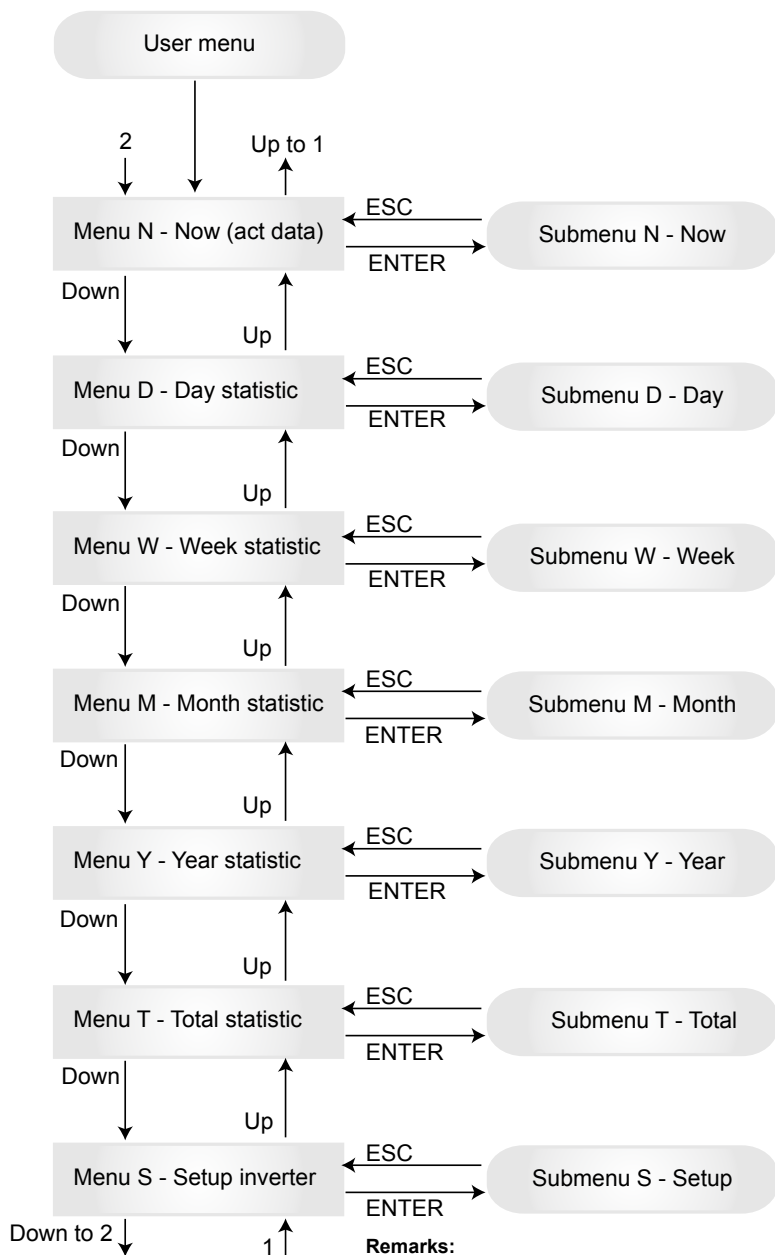 User menu
2
Up to 1
Menu N - Now (act data)
ESC
ENTER
Submenu N - Now
Down
Up
Menu D - Day statistic
ESC
ENTER
Submenu D - Day
Down
Up
Menu W - Week statistic
ESC
ENTER
Submenu W - Week
Down
Up
Menu M - Month statistic
ESC
ENTER
Submenu M - Month
Down
Up
Menu Y - Year statistic
ESC
ENTER
Submenu Y - Year
Down
Up
Menu T - Total statistic
ESC
ENTER
Submenu T - Total
Down
Up
Menu S - Setup inverter
ESC
ENTER
Submenu S - Setup
Down to 2
1
Remarks: